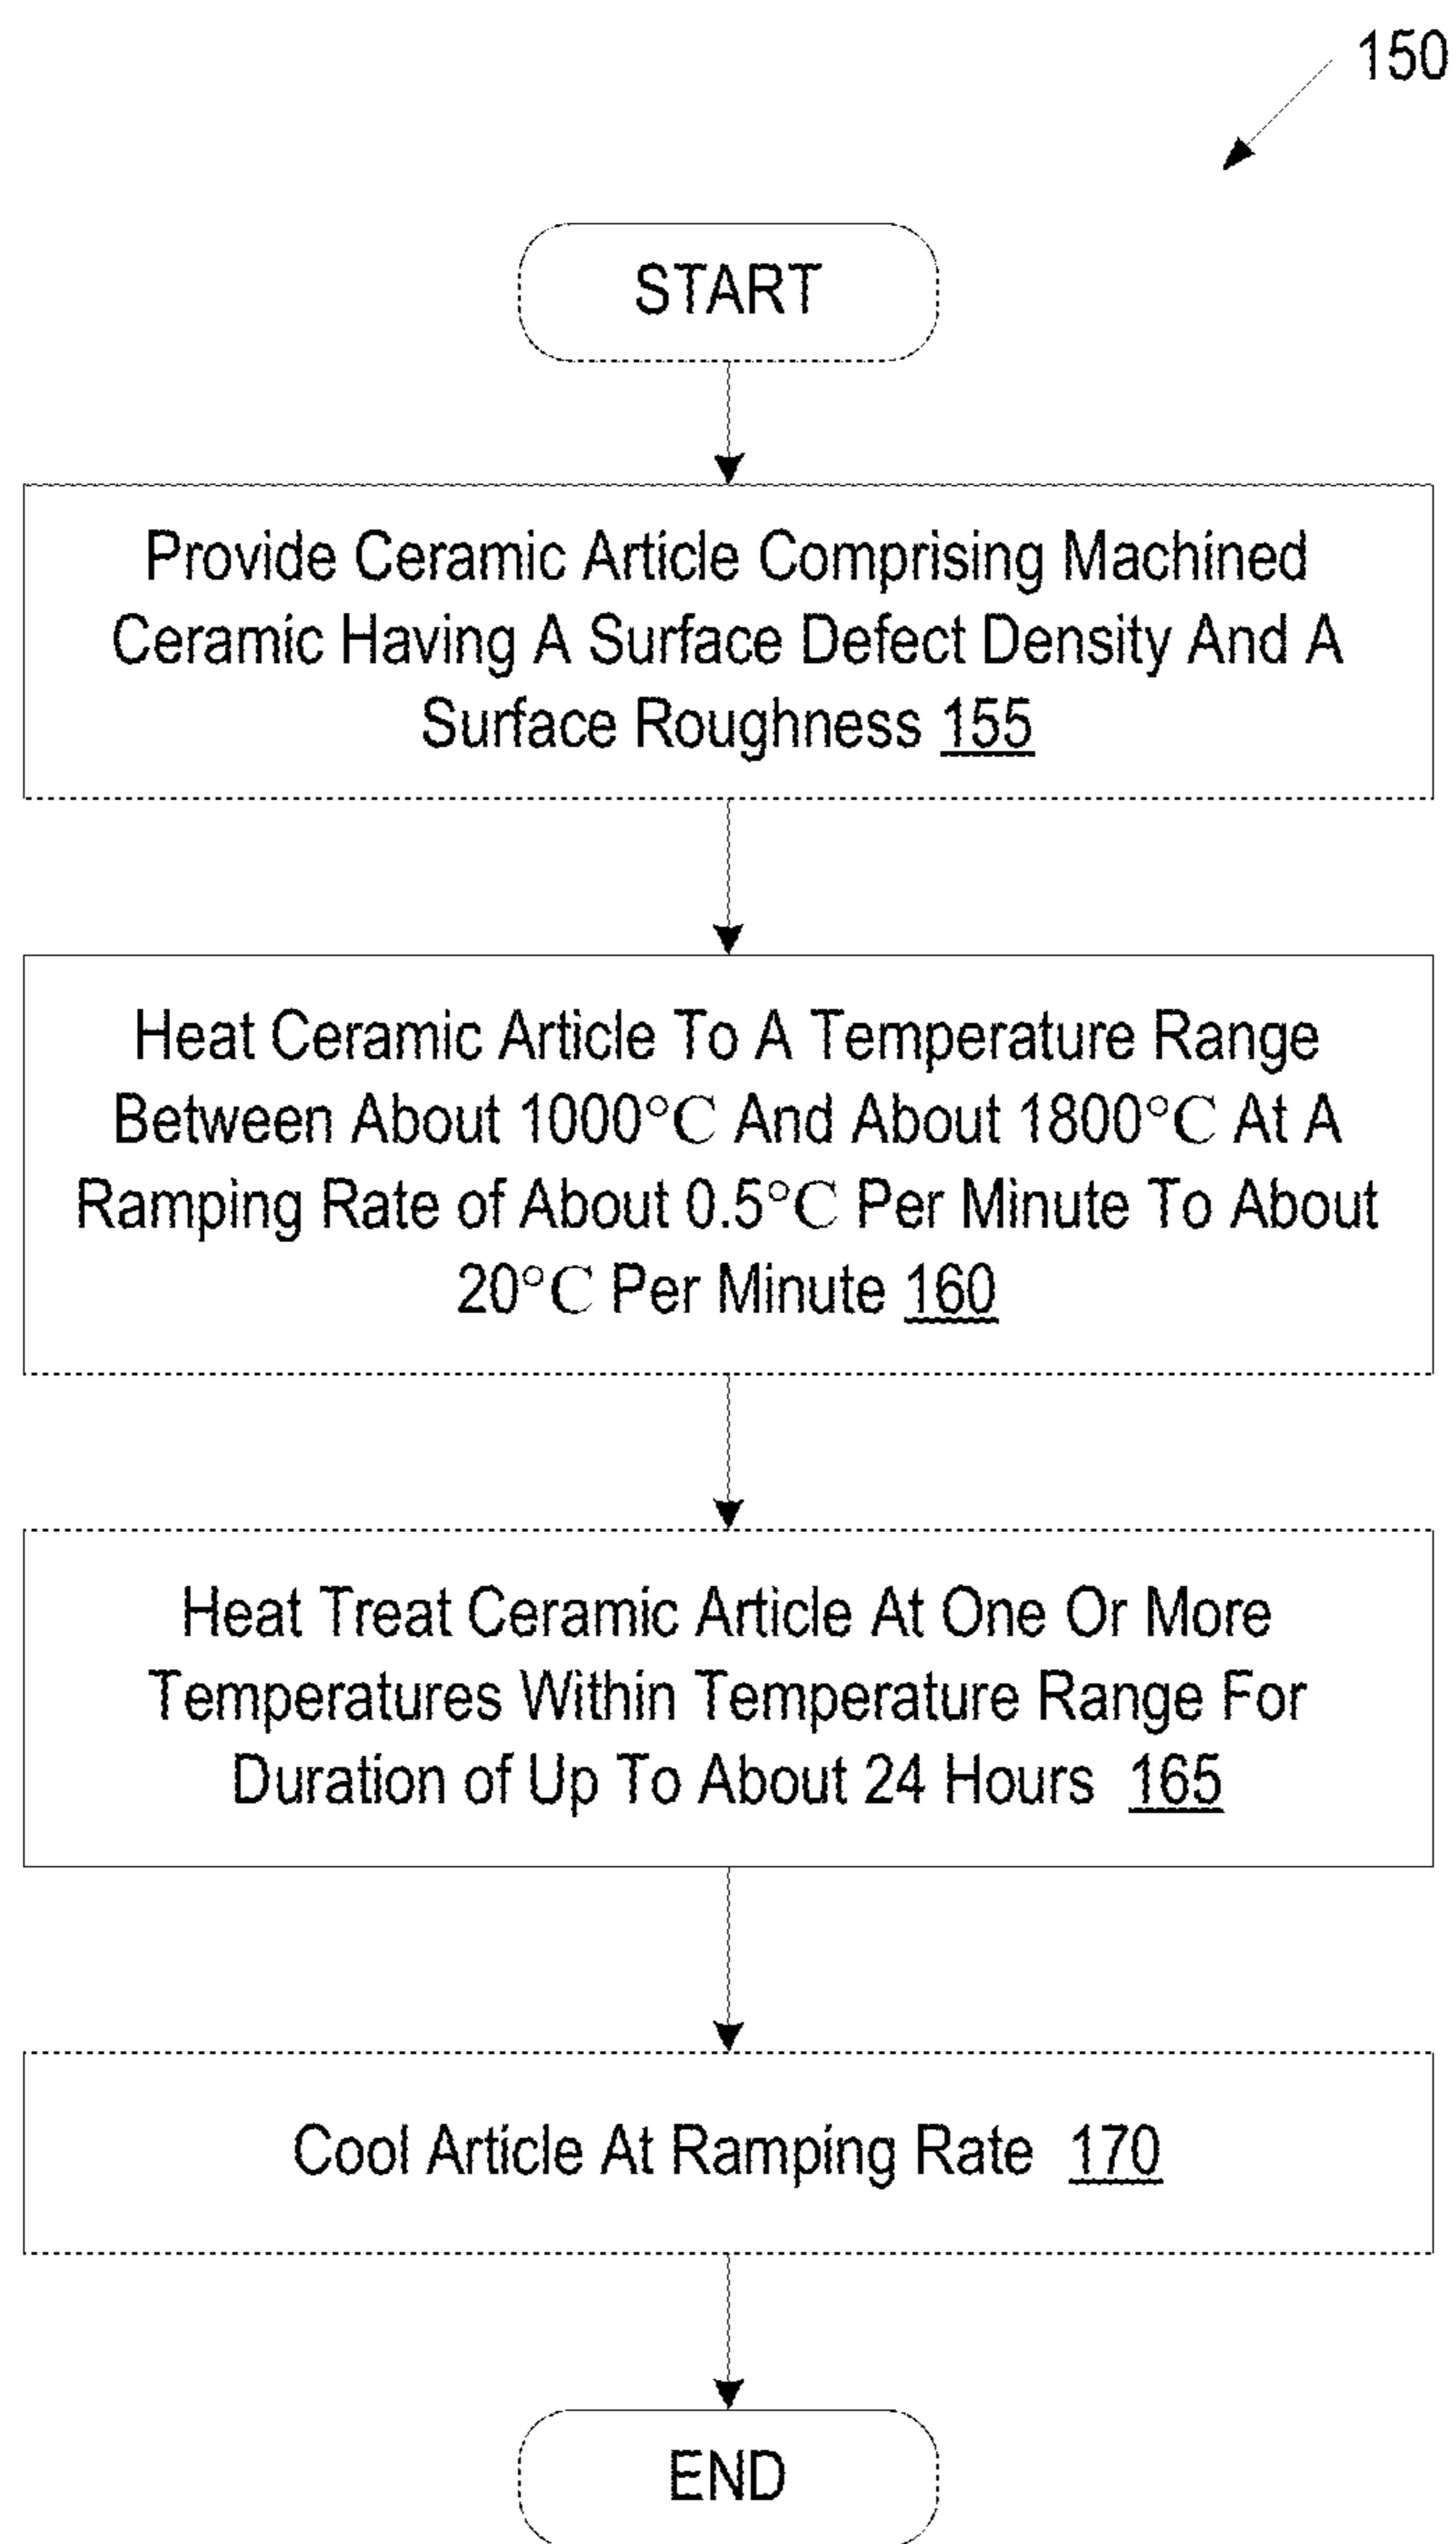 150
START
Provide Ceramic Article Comprising Machined
Ceramic Having A Surface Defect Density And A
Surface Roughness 155
Heat Ceramic Article To A Temperature Range
Between About 1000°C And About 1800°C At A
Ramping Rate of About 0.5°C Per Minute To About
20°C Per Minute 160
Heat Treat Ceramic Article At One Or More
Temperatures Within Temperature Range For
Duration of Up To About 24 Hours 165
Cool Article At Ramping Rate 170
END